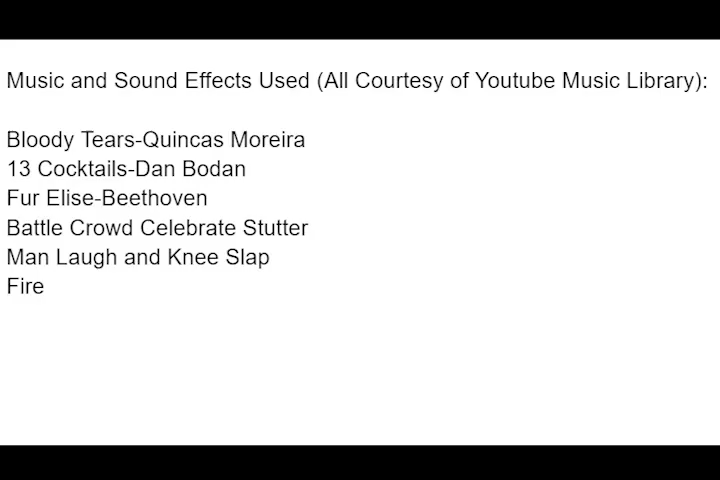 Music and Sound Effects Used (All Courtesy of Youtube Music Library):
Bloody Tears-Quincas Moreira
13 Cocktails-Dan Bodan
Fur Elise-Beethoven
Battle Crowd Celebrate Stutter
Man Laugh and Knee Slap
Fire